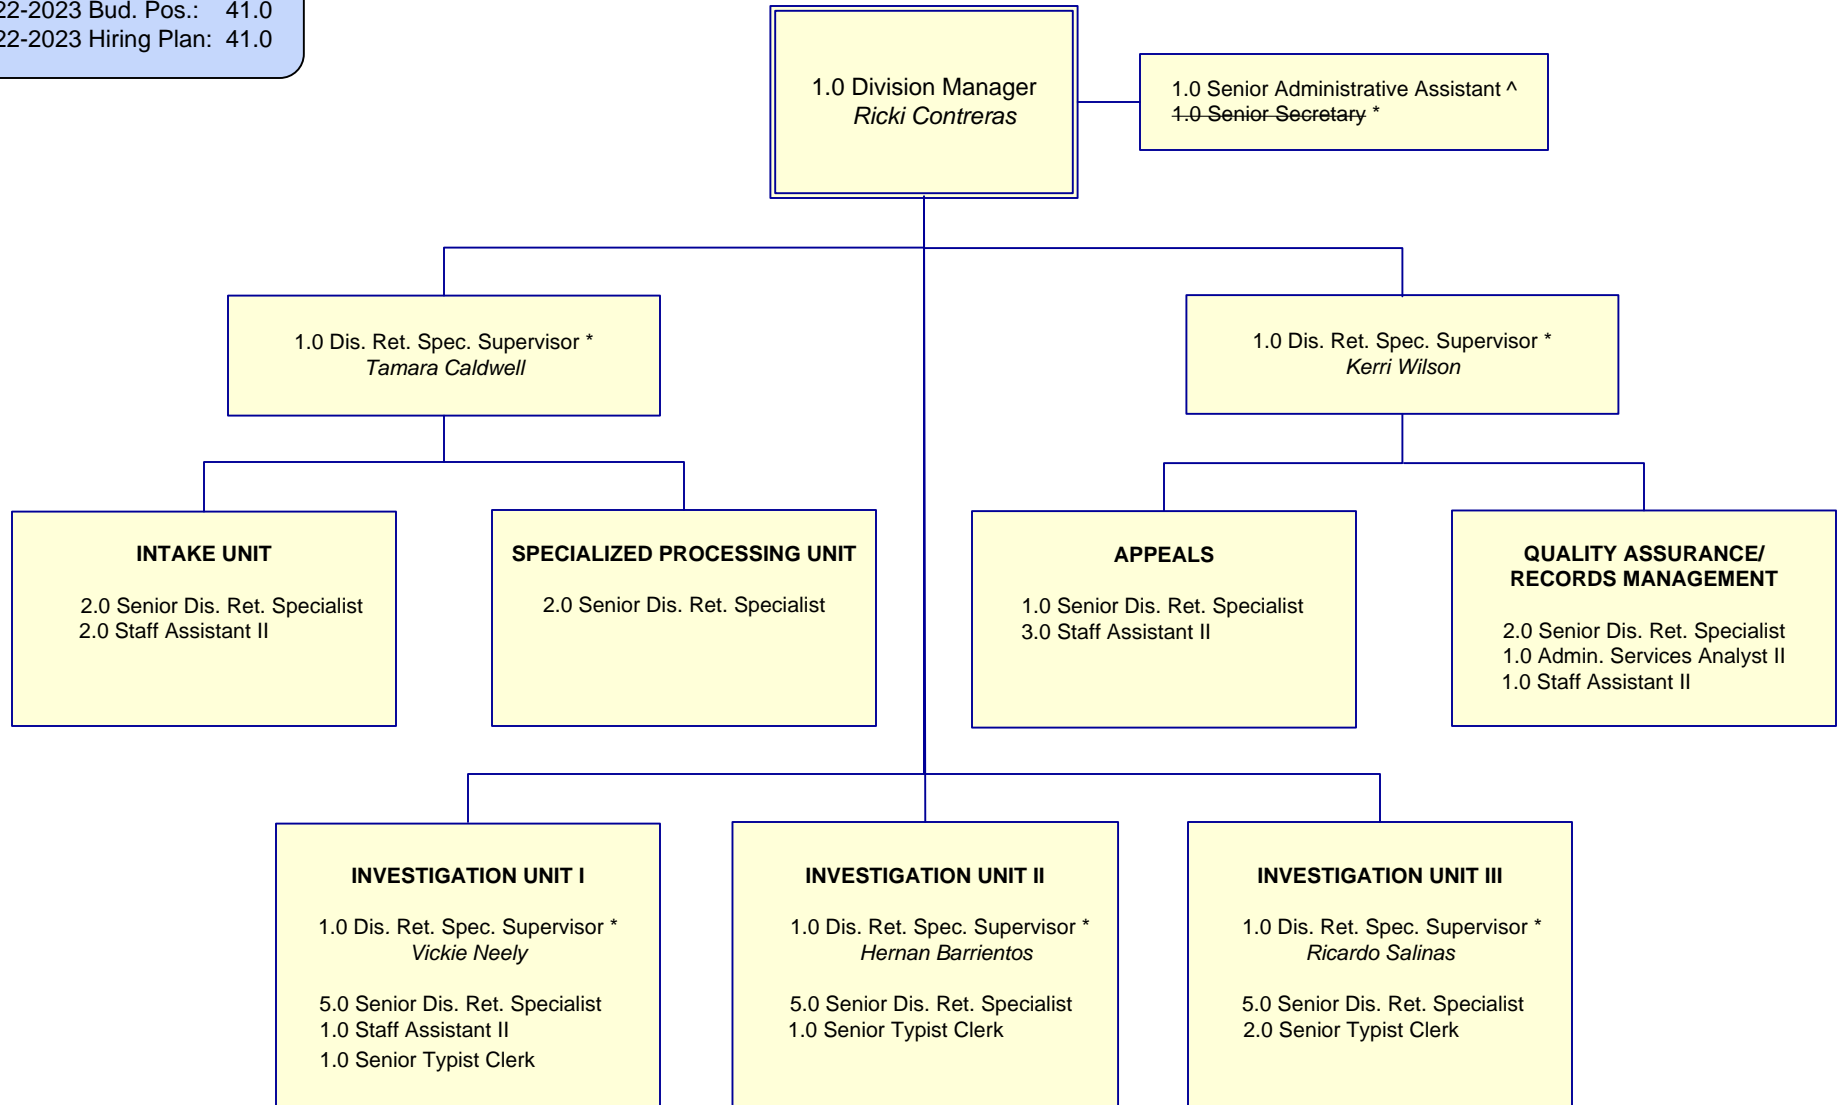 22-2023 Bud. Pos.: 41.0
22-2023 Hiring Plan: 41.0
1.0 Division Manager
Ricki Contreras
1.0 Senior Administrative Assistant ^
1.0 Senior Secretary *
1.0 Dis. Ret. Spec. Supervisor *
Tamara Caldwell
1.0 Dis. Ret. Spec. Supervisor *
Kerri Wilson
INTAKE UNIT
2.0 Senior Dis. Ret. Specialist
2.0 Staff Assistant II
SPECIALIZED PROCESSING UNIT
2.0 Senior Dis. Ret. Specialist
APPEALS
1.0 Senior Dis. Ret. Specialist
3.0 Staff Assistant II
QUALITY ASSURANCE/
RECORDS MANAGEMENT
2.0 Senior Dis. Ret. Specialist
1.0 Admin. Services Analyst II
1.0 Staff Assistant II
INVESTIGATION UNIT I
1.0 Dis. Ret. Spec. Supervisor *
Vickie Neely
5.0 Senior Dis. Ret. Specialist
1.0 Staff Assistant II
1.0 Senior Typist Clerk
INVESTIGATION UNIT II
1.0 Dis. Ret. Spec. Supervisor *
Hernan Barrientos
5.0 Senior Dis. Ret. Specialist
1.0 Senior Typist Clerk
INVESTIGATION UNIT III
1.0 Dis. Ret. Spec. Supervisor *
Ricardo Salinas
5.0 Senior Dis. Ret. Specialist
2.0 Senior Typist Clerk